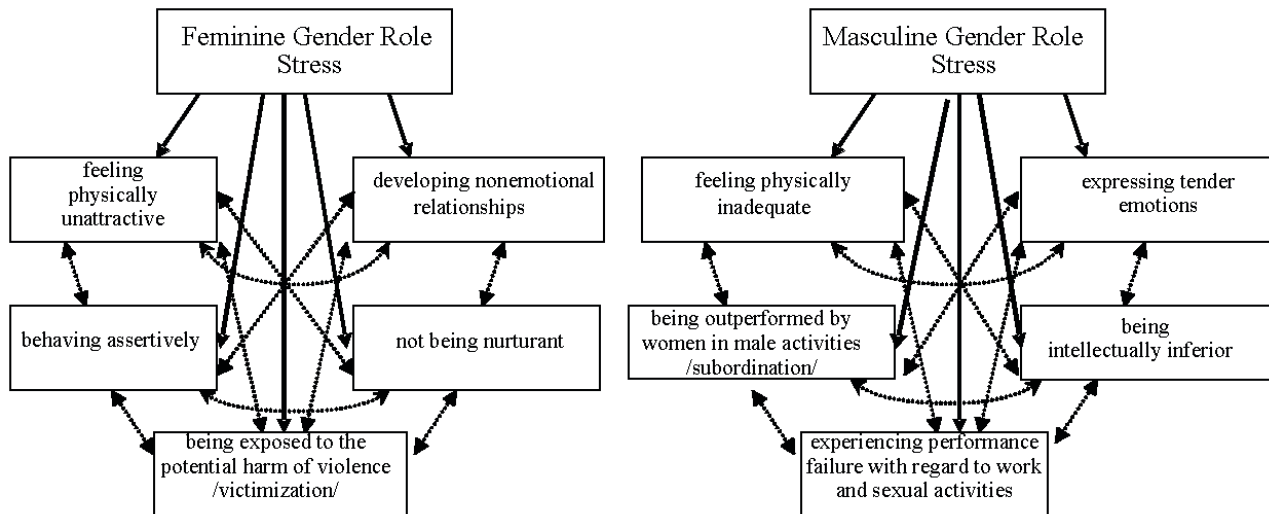 Feminine Gender Role
Stress
feeling
physically
unattractive
developing nonemotional
relationships
behaving assertively
not being nurturant
being exposed to the
potential harm of violence
/victimization/
Masculine Gender Role
Stress
feeling physically
inadequate
expressing tender
emotions
being outperformed by
women in male activities
/subordination/
being
intellectually inferior
experiencing performance
failure with regard to work
and sexual activities